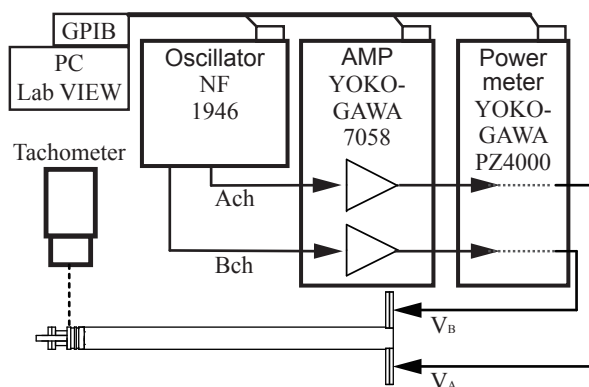 GPIB
PC
Lab VIEW
Oscillator
NF
1946
AMP
YOKO-
GAWA
7058
Power
meter
YOKO-
GAWA
PZ4000
Tachometer
Ach
Bch
VB
VA